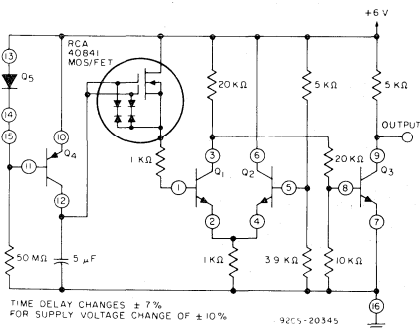 +6 V
RCA
40841
MOS/FET
13
Q5
14
15
10
11
Q4
12
20 KΩ
5 KΩ
5 KΩ
OUTPUT
1 KΩ
3
6
9
Q1
Q2
20 KΩ
Q3
1
5
8
2
4
7
50 MΩ
5 µF
1 KΩ
39 KΩ
10 KΩ
16
TIME DELAY CHANGES ± 7%
FOR SUPPLY VOLTAGE CHANGE OF ± 10%
92CS-20345